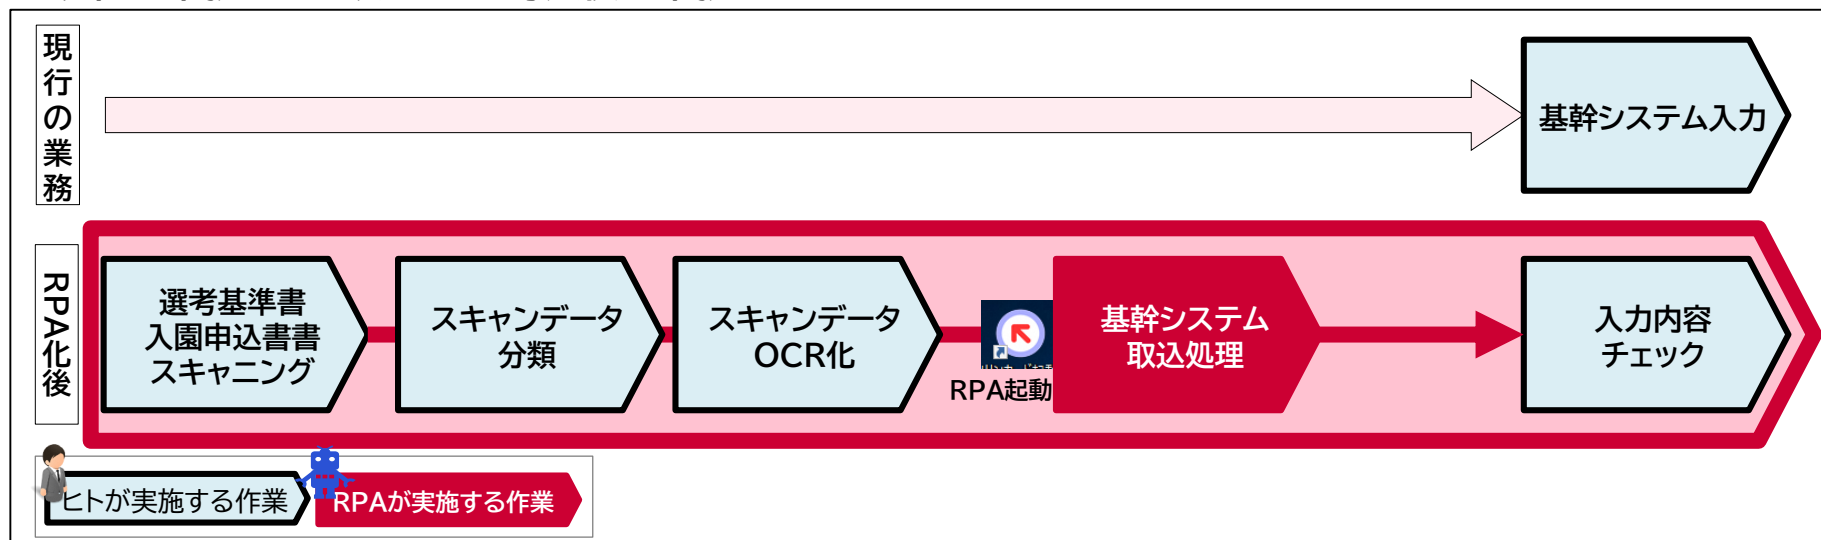 現行の業務
基幹システム入力
RPA化後
選考基準書
入園申込書書
スキャニング
スキャンデータ
分類
スキャンデータ
OCR化
RPA起動
基幹システム
取込処理
入力内容
チェック
ヒトが実施する作業
RPAが実施する作業